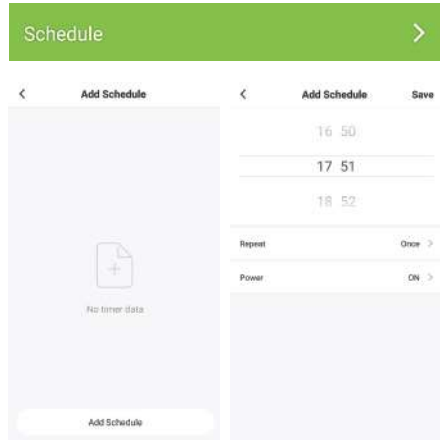 Schedule
Add Schedule
No timer data
Add Schedule
Add Schedule Save
16 50
17 51
18 52
Repeat Once
Power ON